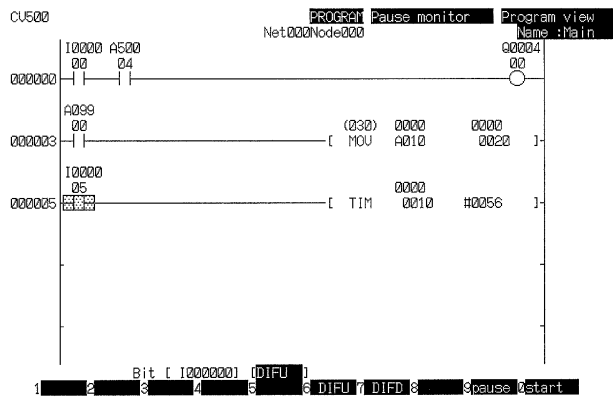 CV500 PROGRAM Pause monitor Program view
Net000Node000 Name :Main
I0000 A500 Q0004
00 04 00
000000
A099
00 (030) 0000 0000
000003 [ MOV A010 0020 ]
I0000
05 0000
000005 [ TIM 0010 #0056 ]
Bit [ I000000] [DIFU ]
1 2 3 4 5 6 DIFU 7 DIFD 8 9pause 0start